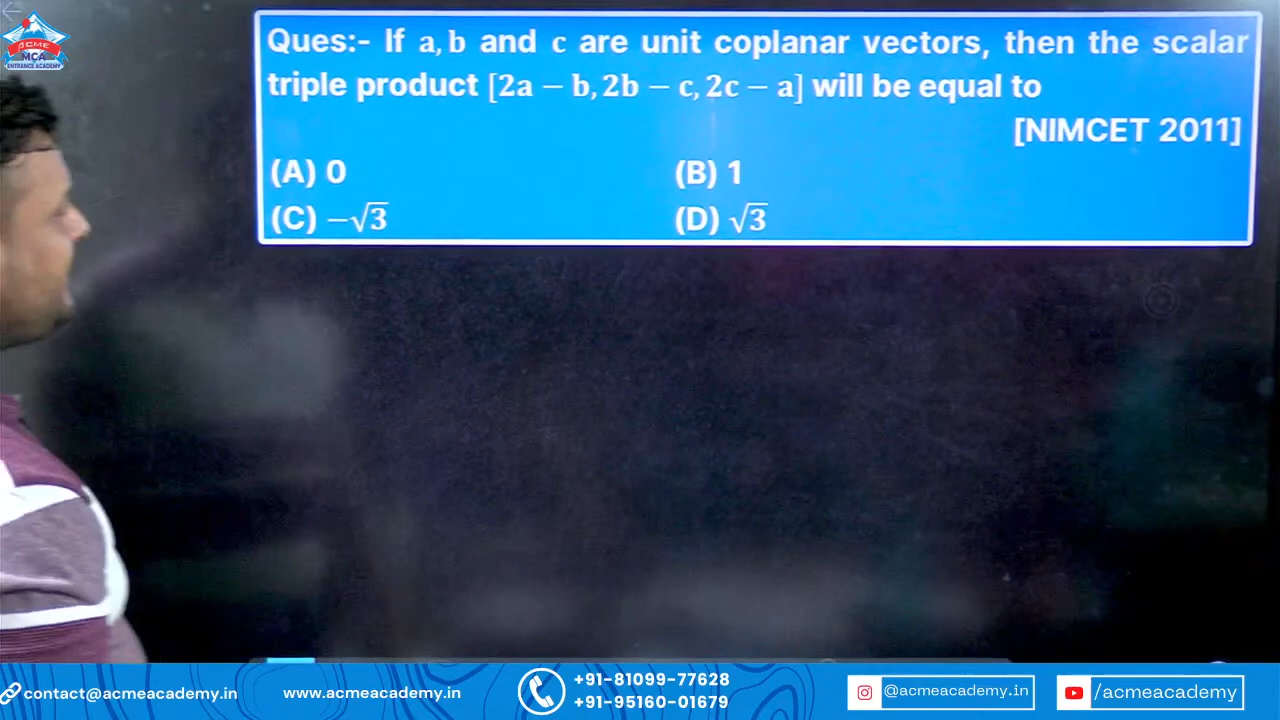 ACME
MCA
ENTRANCE ACADEMY
Ques:- If a, b and c are unit coplanar vectors, then the scalar
triple product [2a − b, 2b − c, 2c − a] will be equal to
[NIMCET 2011]
(A) 0 (B) 1
(C) −√3 (D) √3
contact@acmeacademy.in www.acmeacademy.in +91-81099-77628 @acmeacademy.in /acmeacademy
+91-95160-01679